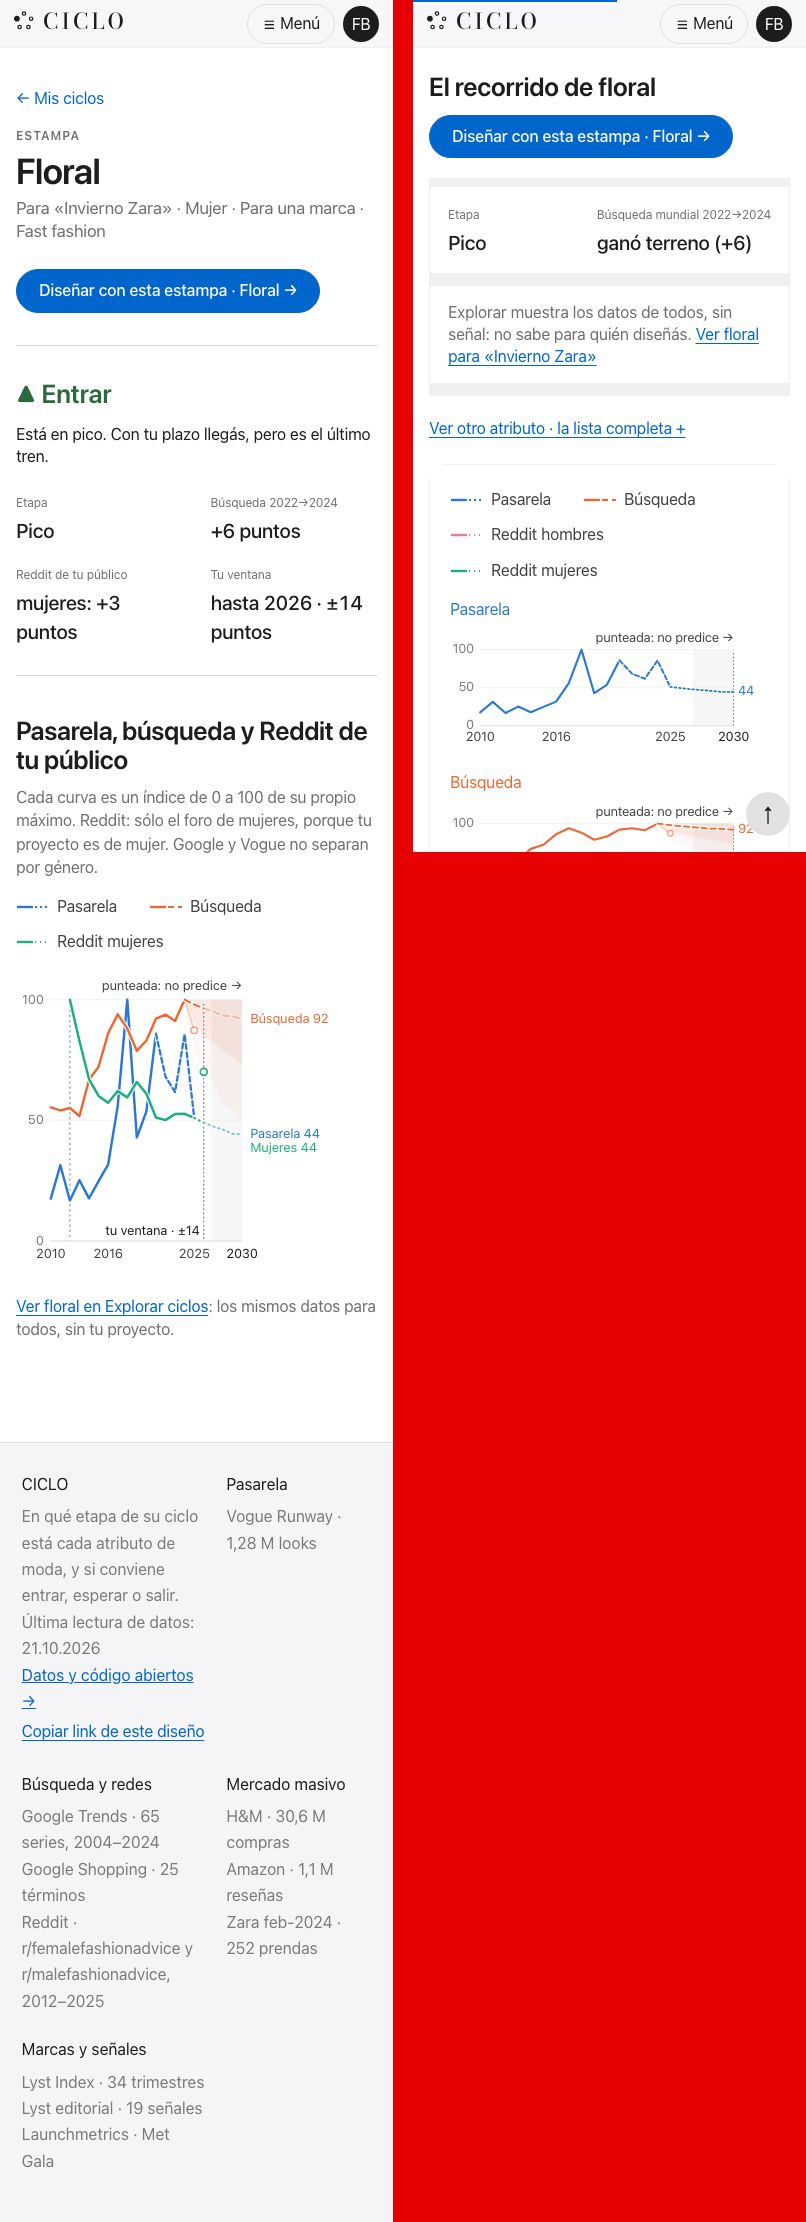 CICLO
≡ Menú
FB
← Mis ciclos
ESTAMPA
Floral
Para «Invierno Zara» · Mujer · Para una marca ·
Fast fashion
Diseñar con esta estampa · Floral →
▲ Entrar
Está en pico. Con tu plazo llegás, pero es el último
tren.
Etapa
Pico
Búsqueda 2022→2024
+6 puntos
Reddit de tu público
mujeres: +3
puntos
Tu ventana
hasta 2026 · ±14
puntos
Pasarela, búsqueda y Reddit de
tu público
Cada curva es un índice de 0 a 100 de su propio
máximo. Reddit: sólo el foro de mujeres, porque tu
proyecto es de mujer. Google y Vogue no separan
por género.
Pasarela
Búsqueda
Reddit mujeres
punteada: no predice →
100
Búsqueda 92
50
Pasarela 44
Mujeres 44
tu ventana · ±14
0
2010
2016
2025
2030
Ver floral en Explorar ciclos: los mismos datos para
todos, sin tu proyecto.
CICLO
En qué etapa de su ciclo
está cada atributo de
moda, y si conviene
entrar, esperar o salir.
Última lectura de datos:
21.10.2026
Datos y código abiertos
→
Copiar link de este diseño
Pasarela
Vogue Runway ·
1,28 M looks
Búsqueda y redes
Google Trends · 65
series, 2004–2024
Google Shopping · 25
términos
Reddit ·
r/femalefashionadvice y
r/malefashionadvice,
2012–2025
Mercado masivo
H&M · 30,6 M
compras
Amazon · 1,1 M
reseñas
Zara feb-2024 ·
252 prendas
Marcas y señales
Lyst Index · 34 trimestres
Lyst editorial · 19 señales
Launchmetrics · Met
Gala
CICLO
≡ Menú
FB
El recorrido de floral
Diseñar con esta estampa · Floral →
Etapa
Pico
Búsqueda mundial 2022→2024
ganó terreno (+6)
Explorar muestra los datos de todos, sin
señal: no sabe para quién diseñás. Ver floral
para «Invierno Zara»
Ver otro atributo · la lista completa +
Pasarela
Búsqueda
Reddit hombres
Reddit mujeres
Pasarela
punteada: no predice →
100
50
44
0
2010
2016
2025
2030
Búsqueda
punteada: no predice →
100
92
↑